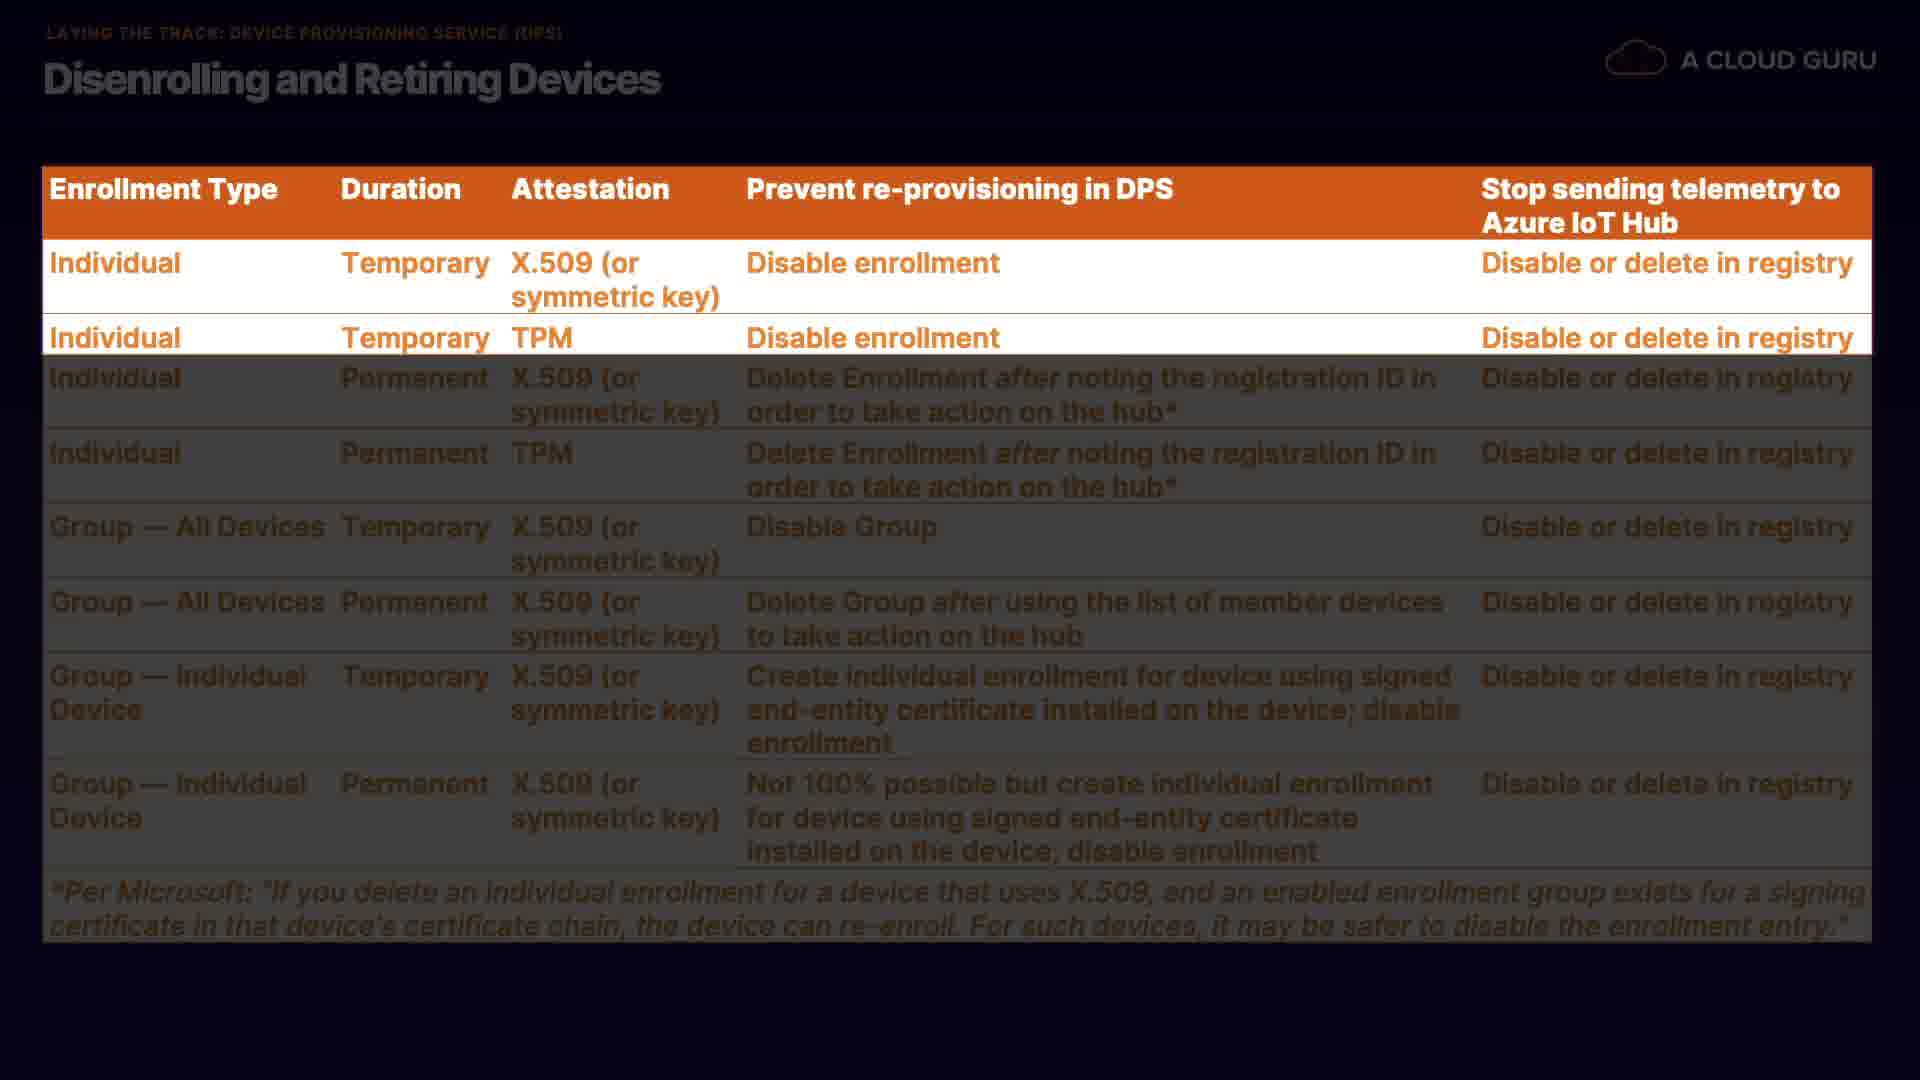 LAYING THE TRACK: DEVICE PROVISIONING SERVICE (DPS)
Disenrolling and Retiring Devices
A CLOUD GURU
Enrollment Type Duration Attestation Prevent re-provisioning in DPS Stop sending telemetry to
Azure IoT Hub
Individual Temporary X.509 (or Disable enrollment Disable or delete in registry
symmetric key)
Individual Temporary TPM Disable enrollment Disable or delete in registry
Individual Permanent X.509 (or Delete Enrollment after noting the registration ID in Disable or delete in registry
symmetric key) order to take action on the hub*
Individual Permanent TPM Delete Enrollment after noting the registration ID in Disable or delete in registry
order to take action on the hub*
Group — All Devices Temporary X.509 (or Disable Group Disable or delete in registry
symmetric key)
Group — All Devices Permanent X.509 (or Delete Group after using the list of member devices Disable or delete in registry
symmetric key) to take action on the hub
Group — Individual Temporary X.509 (or Create individual enrollment for device using signed Disable or delete in registry
Device symmetric key) end-entity certificate installed on the device; disable
enrollment
Group — Individual Permanent X.509 (or Not 100% possible but create individual enrollment Disable or delete in registry
Device symmetric key) for device using signed end-entity certificate
installed on the device; disable enrollment
*Per Microsoft: "If you delete an individual enrollment for a device that uses X.509, and an enabled enrollment group exists for a signing
certificate in that device's certificate chain, the device can re-enroll. For such devices, it may be safer to disable the enrollment entry."